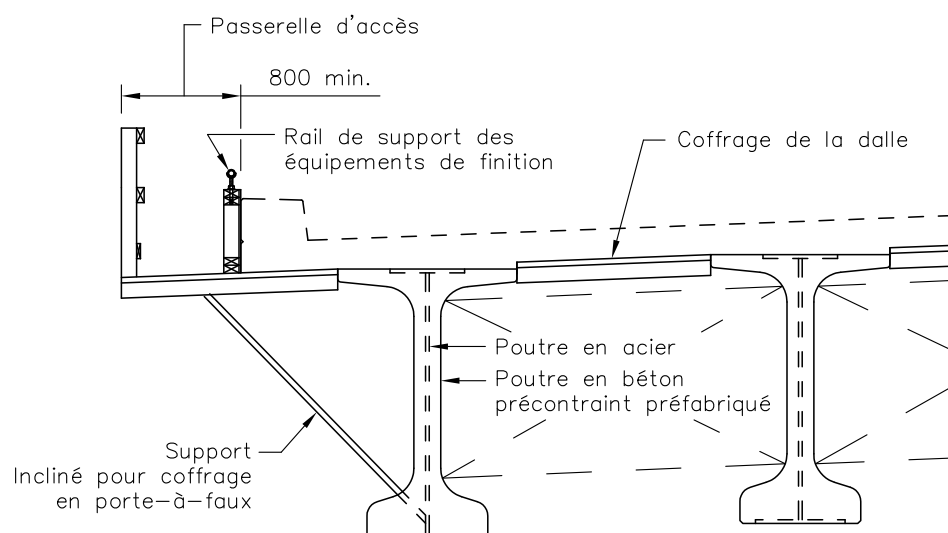 Passerelle d'accès
800 min.
Rail de support des
équipements de finition
Coffrage de la dalle
Poutre en acier
Poutre en béton
précontraint préfabriqué
Support
Incliné pour coffrage
en porte-à-faux